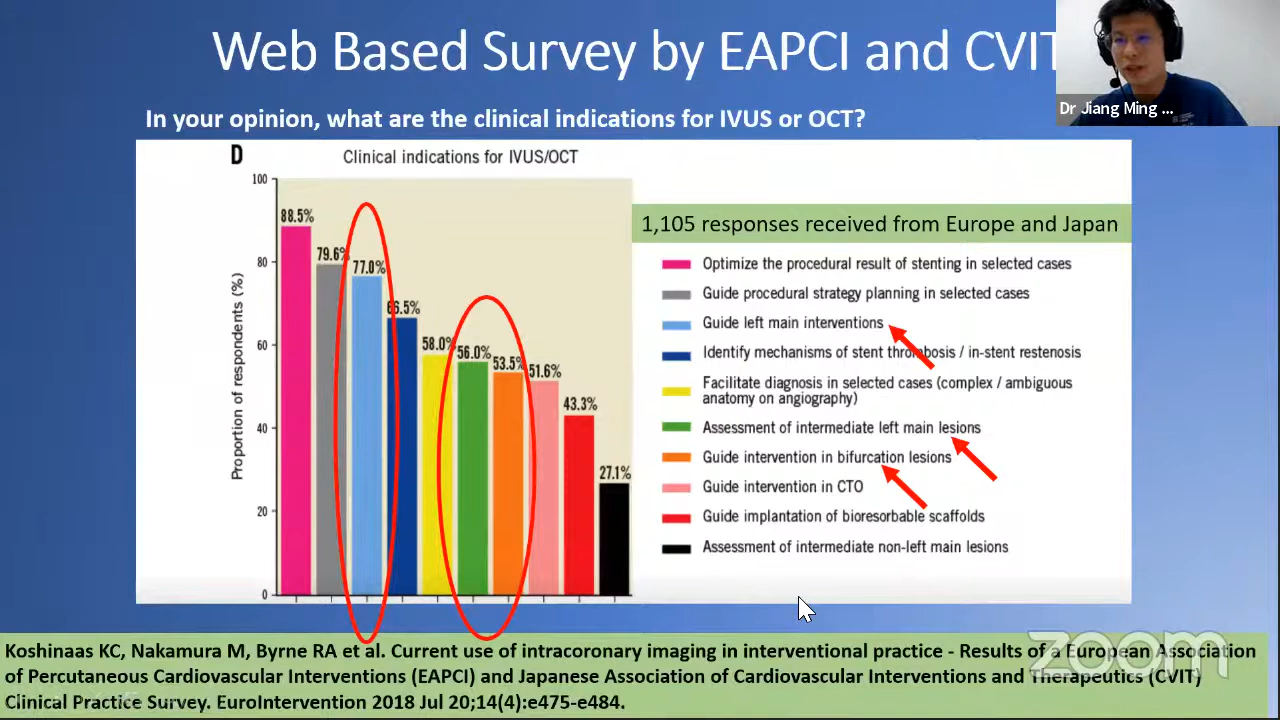 Web Based Survey by EAPCI and CVIT
Dr Jiang Ming ...
In your opinion, what are the clinical indications for IVUS or OCT?
D
Clinical indications for IVUS/OCT
Proportion of respondents (%)
100
80
60
40
20
0
88.5%
79.6%
77.0%
66.5%
58.0%
56.0%
53.5%
51.6%
43.3%
27.1%
1,105 responses received from Europe and Japan
Optimize the procedural result of stenting in selected cases
Guide procedural strategy planning in selected cases
Guide left main interventions
Identify mechanisms of stent thrombosis / in-stent restenosis
Facilitate diagnosis in selected cases (complex / ambiguous
anatomy on angiography)
Assessment of intermediate left main lesions
Guide intervention in bifurcation lesions
Guide intervention in CTO
Guide implantation of bioresorbable scaffolds
Assessment of intermediate non-left main lesions
zoom
Koshinaas KC, Nakamura M, Byrne RA et al. Current use of intracoronary imaging in interventional practice - Results of a European Association
of Percutaneous Cardiovascular Interventions (EAPCI) and Japanese Association of Cardiovascular Interventions and Therapeutics (CVIT)
Clinical Practice Survey. EuroIntervention 2018 Jul 20;14(4):e475-e484.